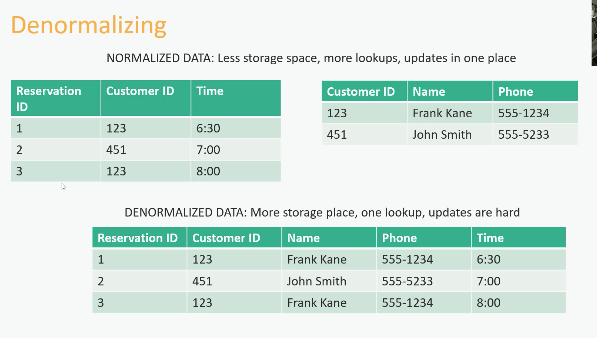 Denormalizing
NORMALIZED DATA: Less storage space, more lookups, updates in one place
Reservation ID Customer ID Time
1 123 6:30
2 451 7:00
3 123 8:00
Customer ID Name Phone
123 Frank Kane 555-1234
451 John Smith 555-5233
DENORMALIZED DATA: More storage place, one lookup, updates are hard
Reservation ID Customer ID Name Phone Time
1 123 Frank Kane 555-1234 6:30
2 451 John Smith 555-5233 7:00
3 123 Frank Kane 555-1234 8:00